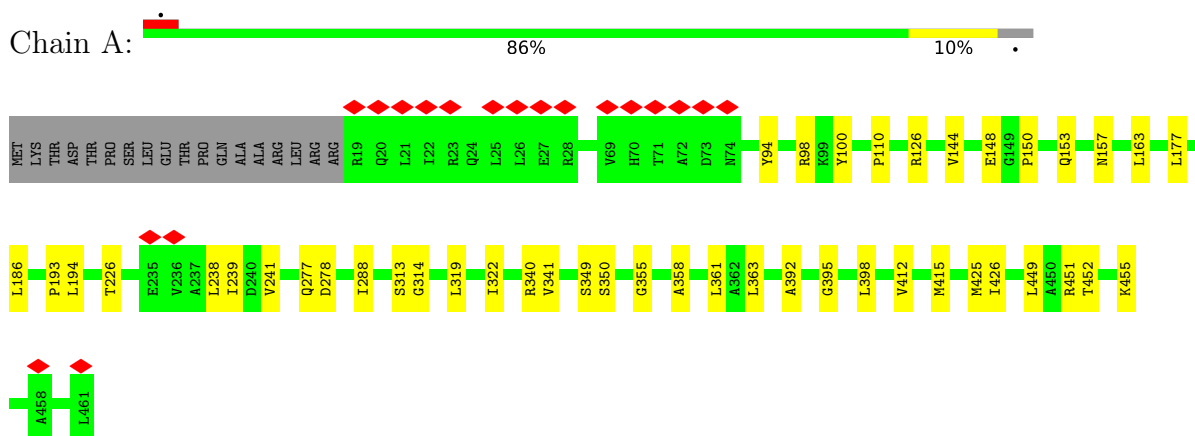 •
Chain A:
86% 10% •
MET LYS THR ASP THR PRO SER LEU GLU THR PRO GLN ALA ALA ARG LEU ARG ARG R19 Q20 L21 I22 R23 Q24 L25 L26 E27 R28 V69 H70 T71 A72 D73 N74 Y94 R98 K99 Y100 P110 R126 V144 E148 G149 P150 Q153 N157 L163 L177
L186 P193 L194 T226 E235 V236 A237 L238 I239 D240 V241 Q277 D278 I288 S313 G314 L319 I322 R340 V341 S349 S350 G355 A358 L361 A362 L363 A392 G395 L398 V412 M415 M425 I426 L449 A450 R451 T452 K455
A458 L461